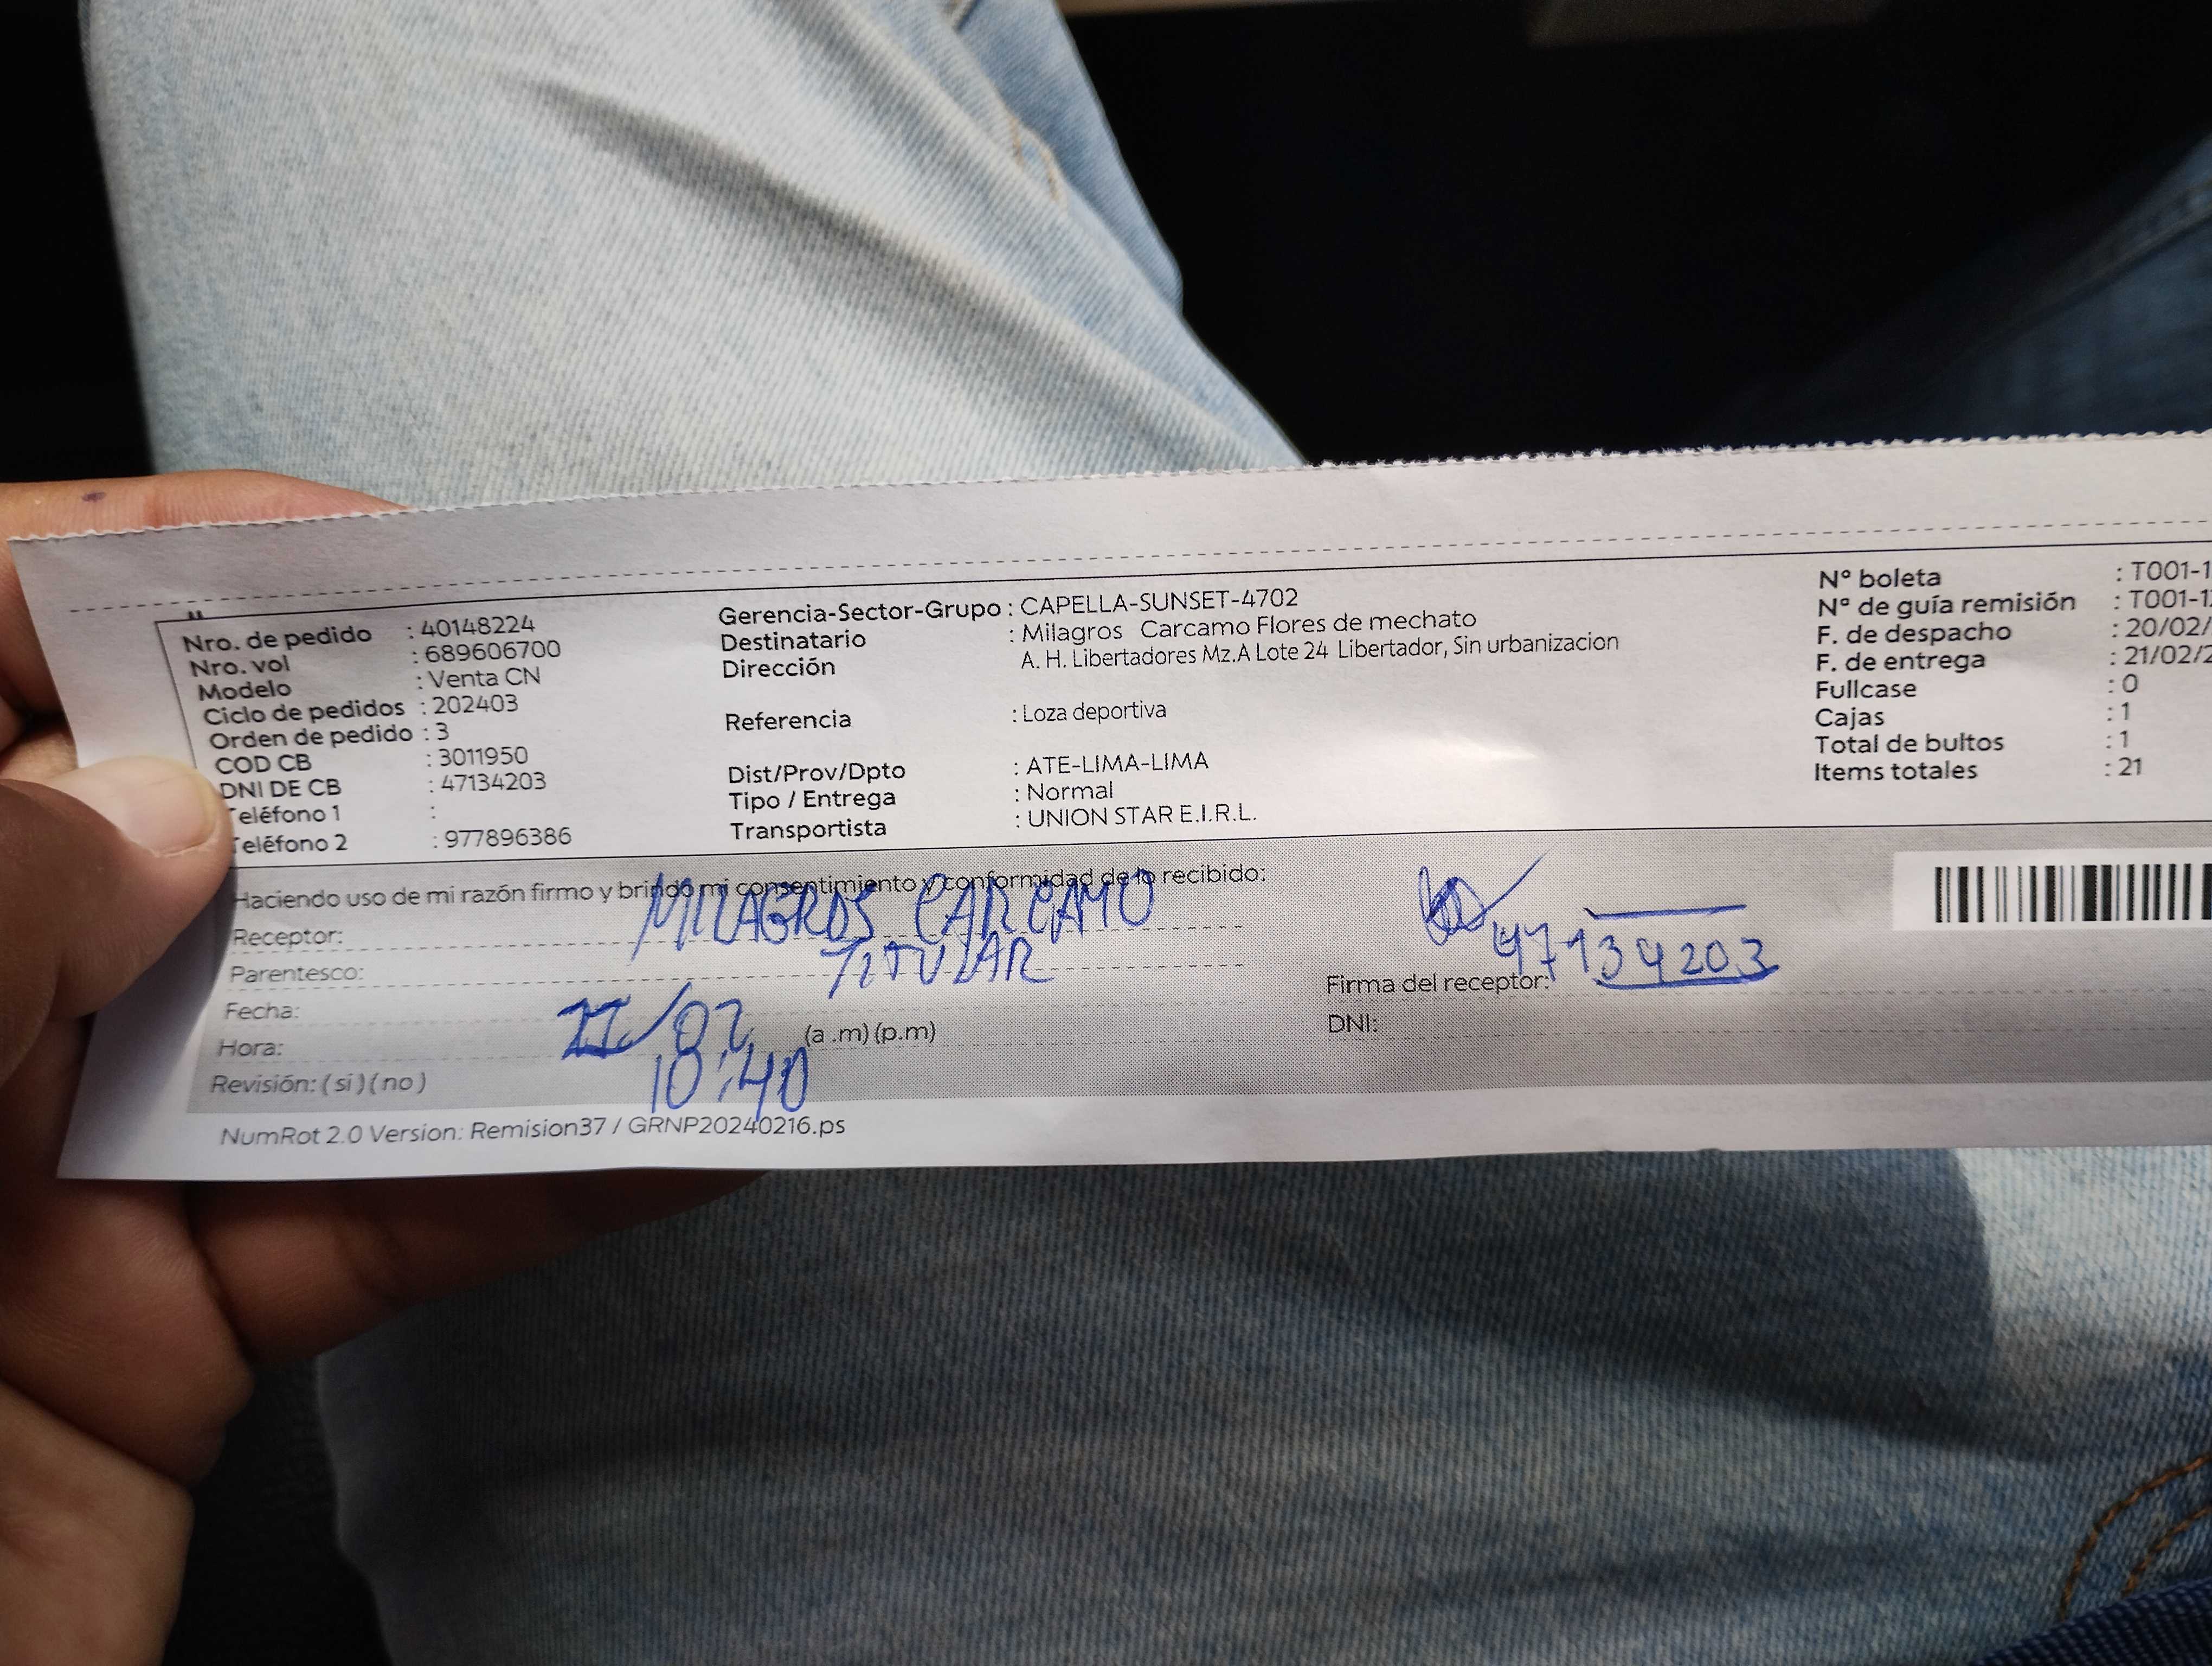 Nro. de pedido : 40148224
Nro. vol : 689606700
Modelo : Venta CN
Ciclo de pedidos : 202403
Orden de pedido : 3
COD CB : 3011950
DNI DE CB : 47134203
Teléfono 1 :
Teléfono 2 : 977896386
Gerencia-Sector-Grupo : CAPELLA-SUNSET-4702
Destinatario : Milagros Carcamo Flores de mechato
Dirección A. H. Libertadores Mz.A Lote 24 Libertador, Sin urbanizacion
Referencia : Loza deportiva
Dist/Prov/Dpto : ATE-LIMA-LIMA
Tipo / Entrega : Normal
Transportista : UNION STAR E.I.R.L.
N° boleta : T001-1
N° de guía remisión : T001-1
F. de despacho : 20/02/
F. de entrega : 21/02/2
Fullcase : 0
Cajas : 1
Total de bultos : 1
Items totales : 21
Haciendo uso de mi razón firmo y brindo mi consentimiento y conformidad de lo recibido:
Receptor: MILAGROS CARCAMO
Parentesco: TITULAR
Fecha: /02
Hora: 10:40 (a .m) (p.m)
Revisión: ( si ) ( no )
47134203
Firma del receptor:
DNI:
NumRot 2.0 Version: Remision37 / GRNP20240216.ps